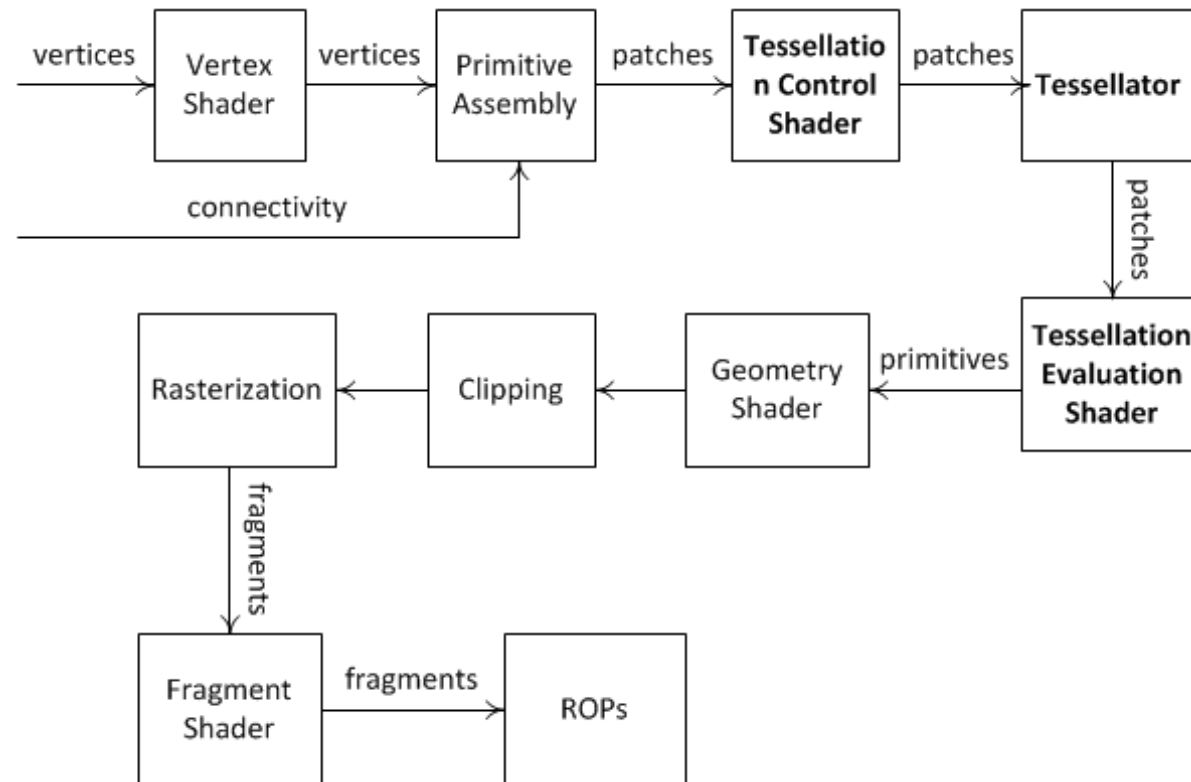 vertices
Vertex
Shader
vertices
Primitive
Assembly
patches
Tessellatio
n Control
Shader
patches
Tessellator
connectivity
patches
Rasterization
Clipping
Geometry
Shader
primitives
Tessellation
Evaluation
Shader
fragments
Fragment
Shader
fragments
ROPs